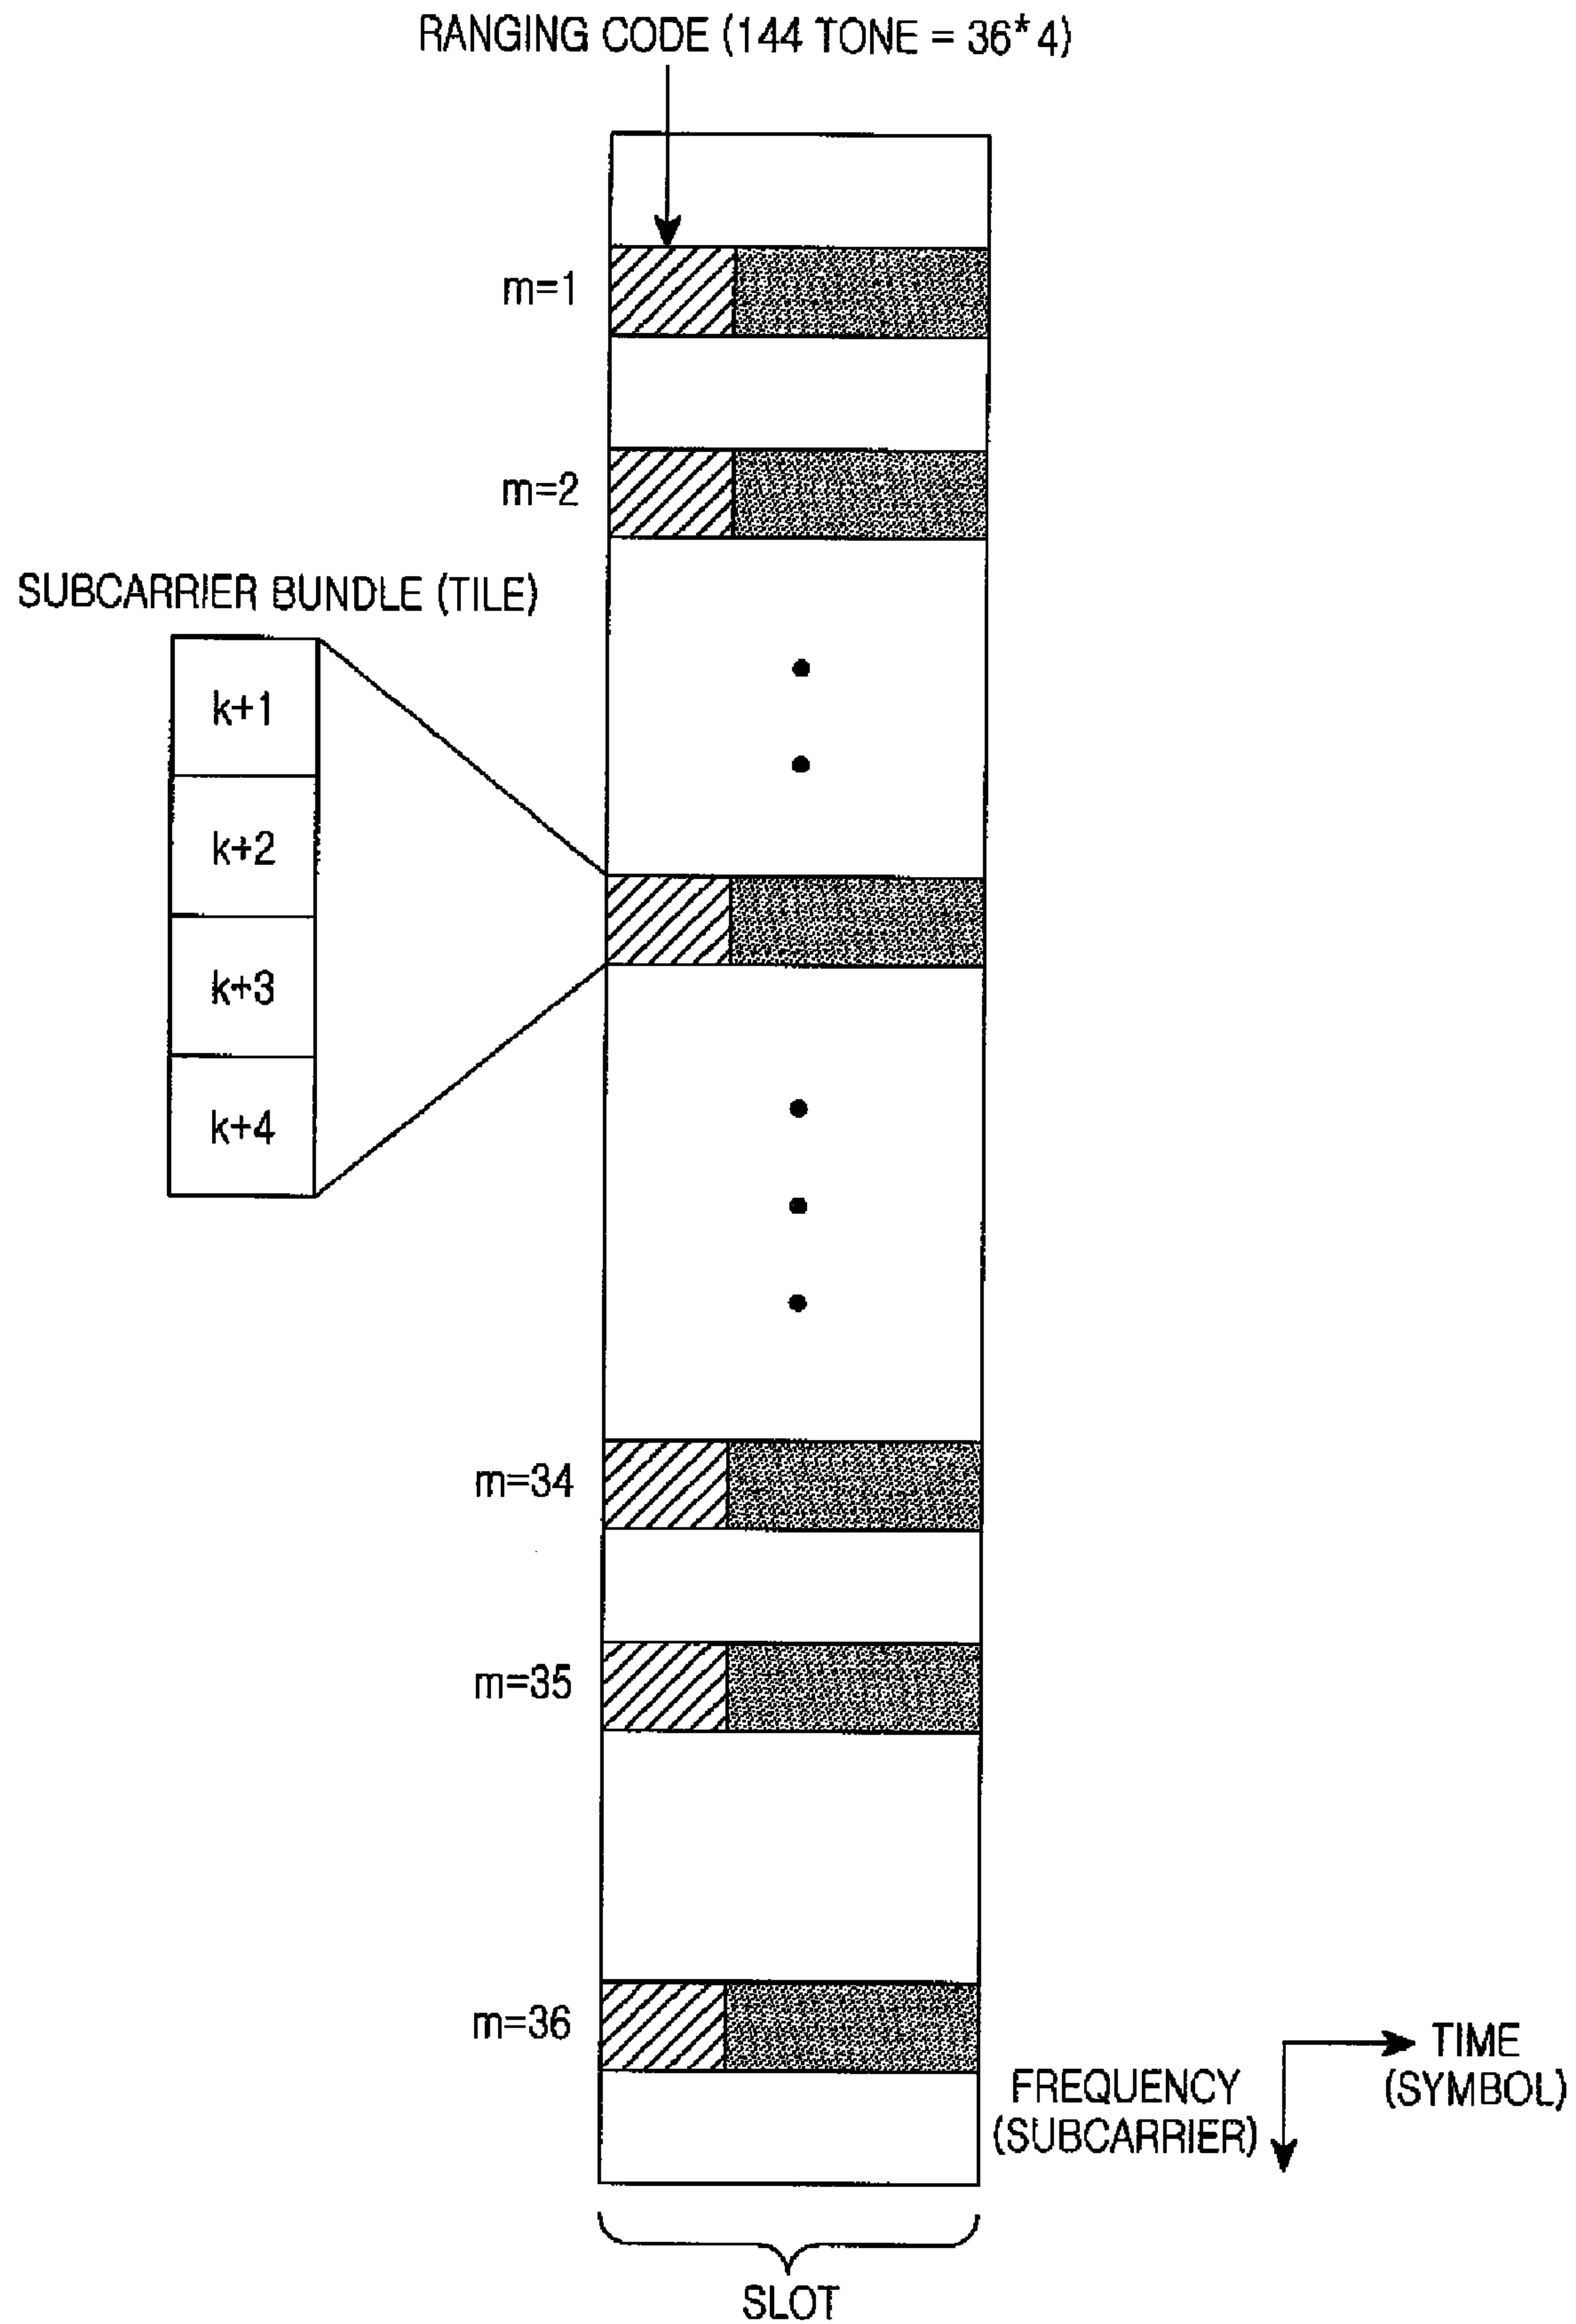 RANGING CODE (144 TONE = 36*4)
m=1
m=2
SUBCARRIER BUNDLE (TILE)
k+1
k+2
k+3
k+4
m=34
m=35
m=36
TIME
(SYMBOL)
FREQUENCY
(SUBCARRIER)
SLOT